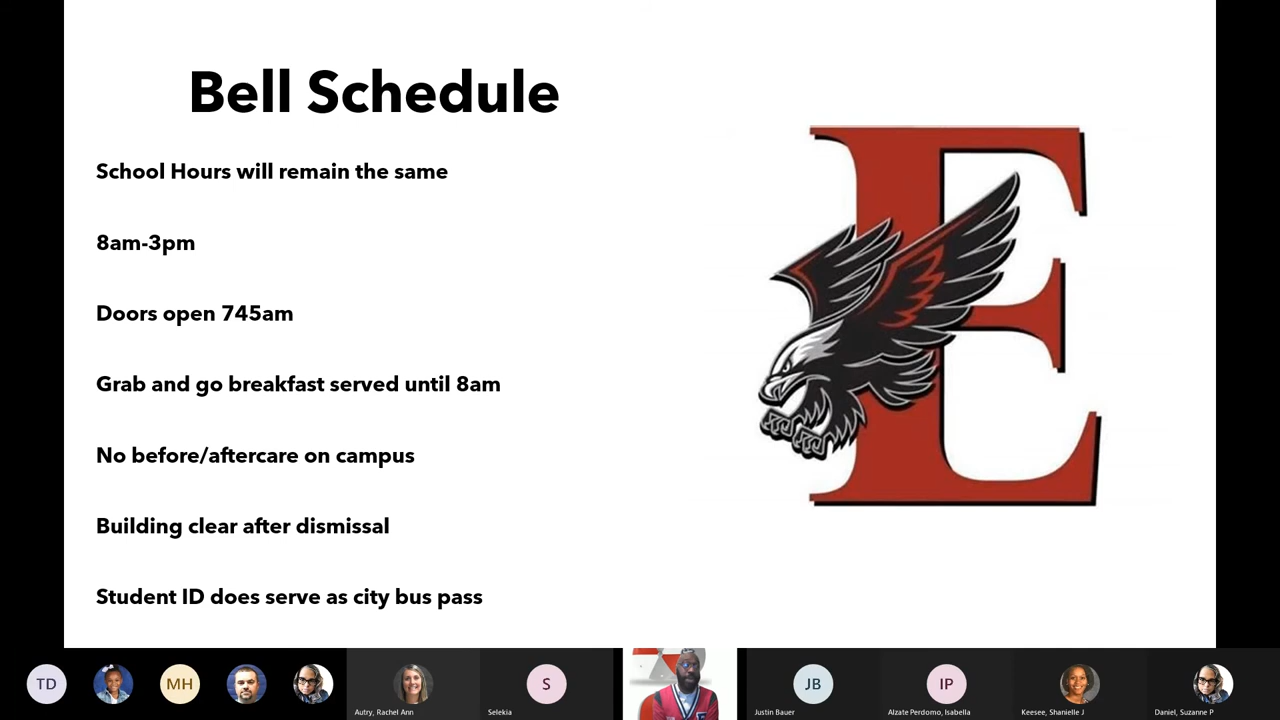 Bell Schedule
School Hours will remain the same
8am-3pm
Doors open 745am
Grab and go breakfast served until 8am
No before/aftercare on campus
Building clear after dismissal
Student ID does serve as city bus pass
E
TD
MH
S
JB
IP
Autry, Rachel Ann
Selekia
Justin Bauer
Alzate Perdomo, Isabella
Keesee, Shanielle J
Daniel, Suzanne P